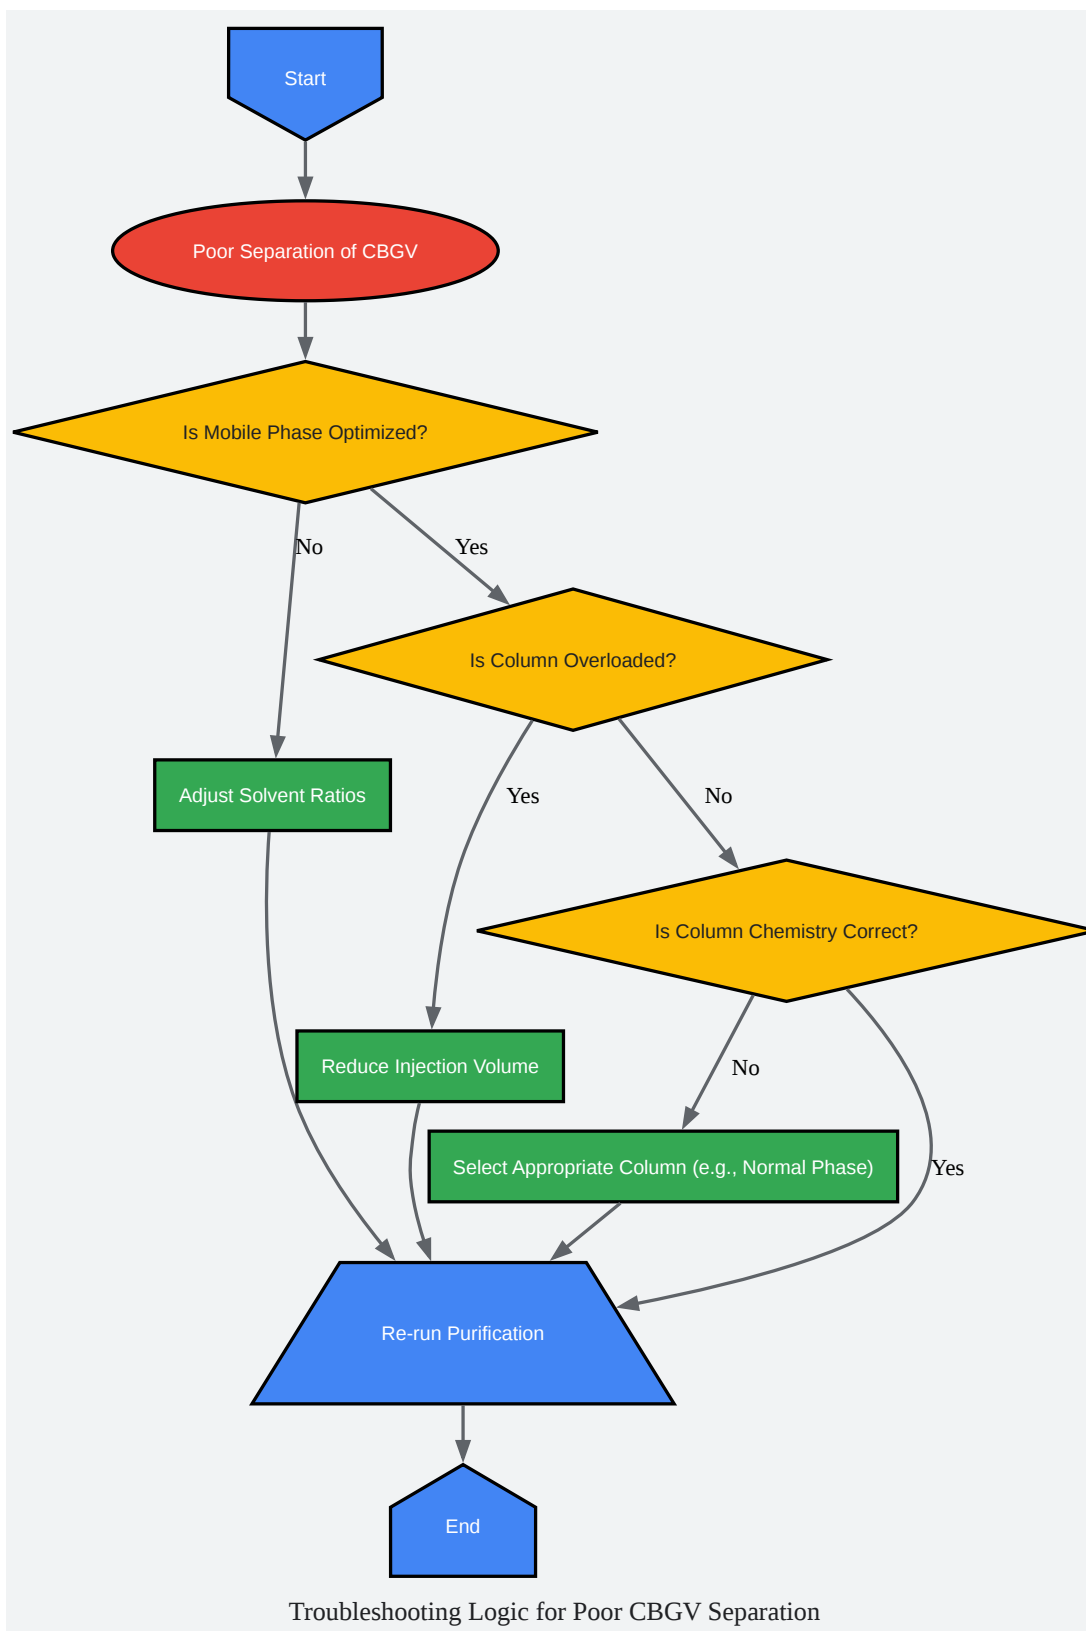 Start
Poor Separation of CBGV
Is Mobile Phase Optimized?
No
Yes
Is Column Overloaded?
Adjust Solvent Ratios
Yes
No
Is Column Chemistry Correct?
Reduce Injection Volume
No
Select Appropriate Column (e.g., Normal Phase)
Yes
Re-run Purification
End
Troubleshooting Logic for Poor CBGV Separation